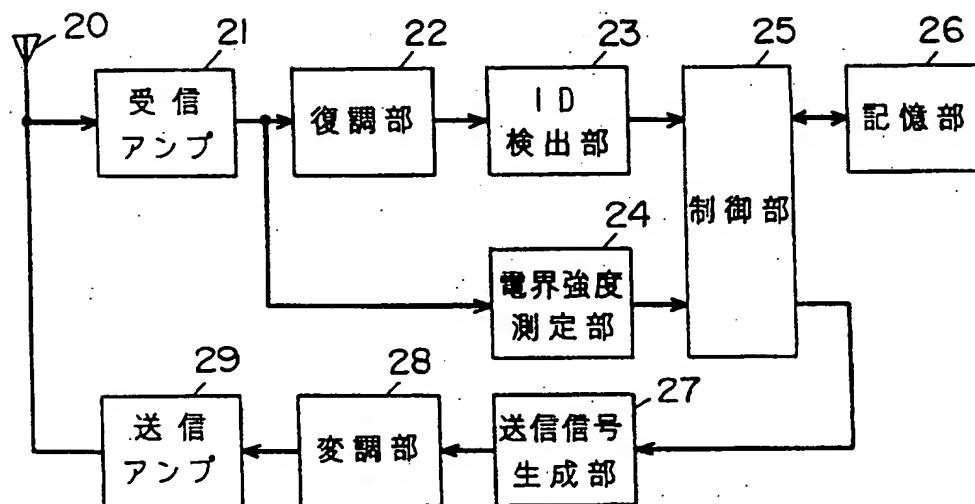 20
21
22
23
25
26
受信
アンプ
復調部
ID
検出部
制御部
記憶部
24
電界強度
測定部
29
28
27
送信
アンプ
変調部
送信信号
生成部